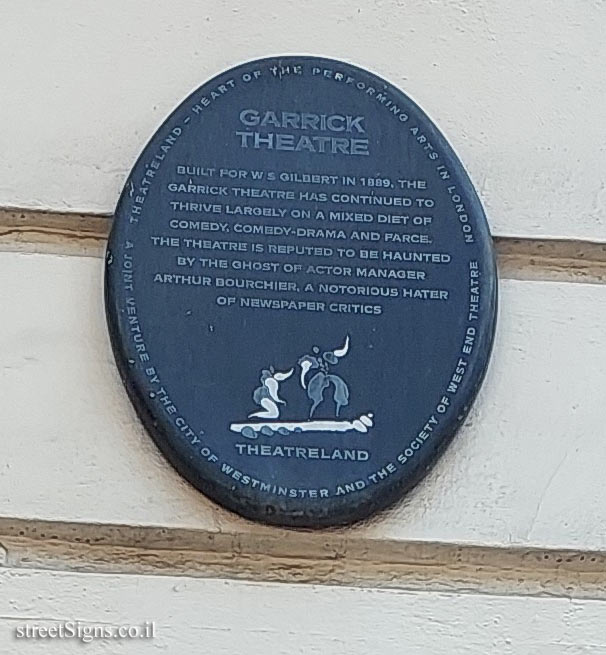 THEATRELAND - HEART OF THE PERFORMING ARTS IN LONDON
GARRICK
THEATRE
BUILT FOR W S GILBERT IN 1889, THE
GARRICK THEATRE HAS CONTINUED TO
THRIVE LARGELY ON A MIXED DIET OF
COMEDY, COMEDY-DRAMA AND FARCE.
THE THEATRE IS REPUTED TO BE HAUNTED
BY THE GHOST OF ACTOR MANAGER
ARTHUR BOURCHIER, A NOTORIOUS HATER
OF NEWSPAPER CRITICS
THEATRELAND
A JOINT VENTURE BY THE CITY OF WESTMINSTER AND THE SOCIETY OF WEST END THEATRE
streetSigns.co.il